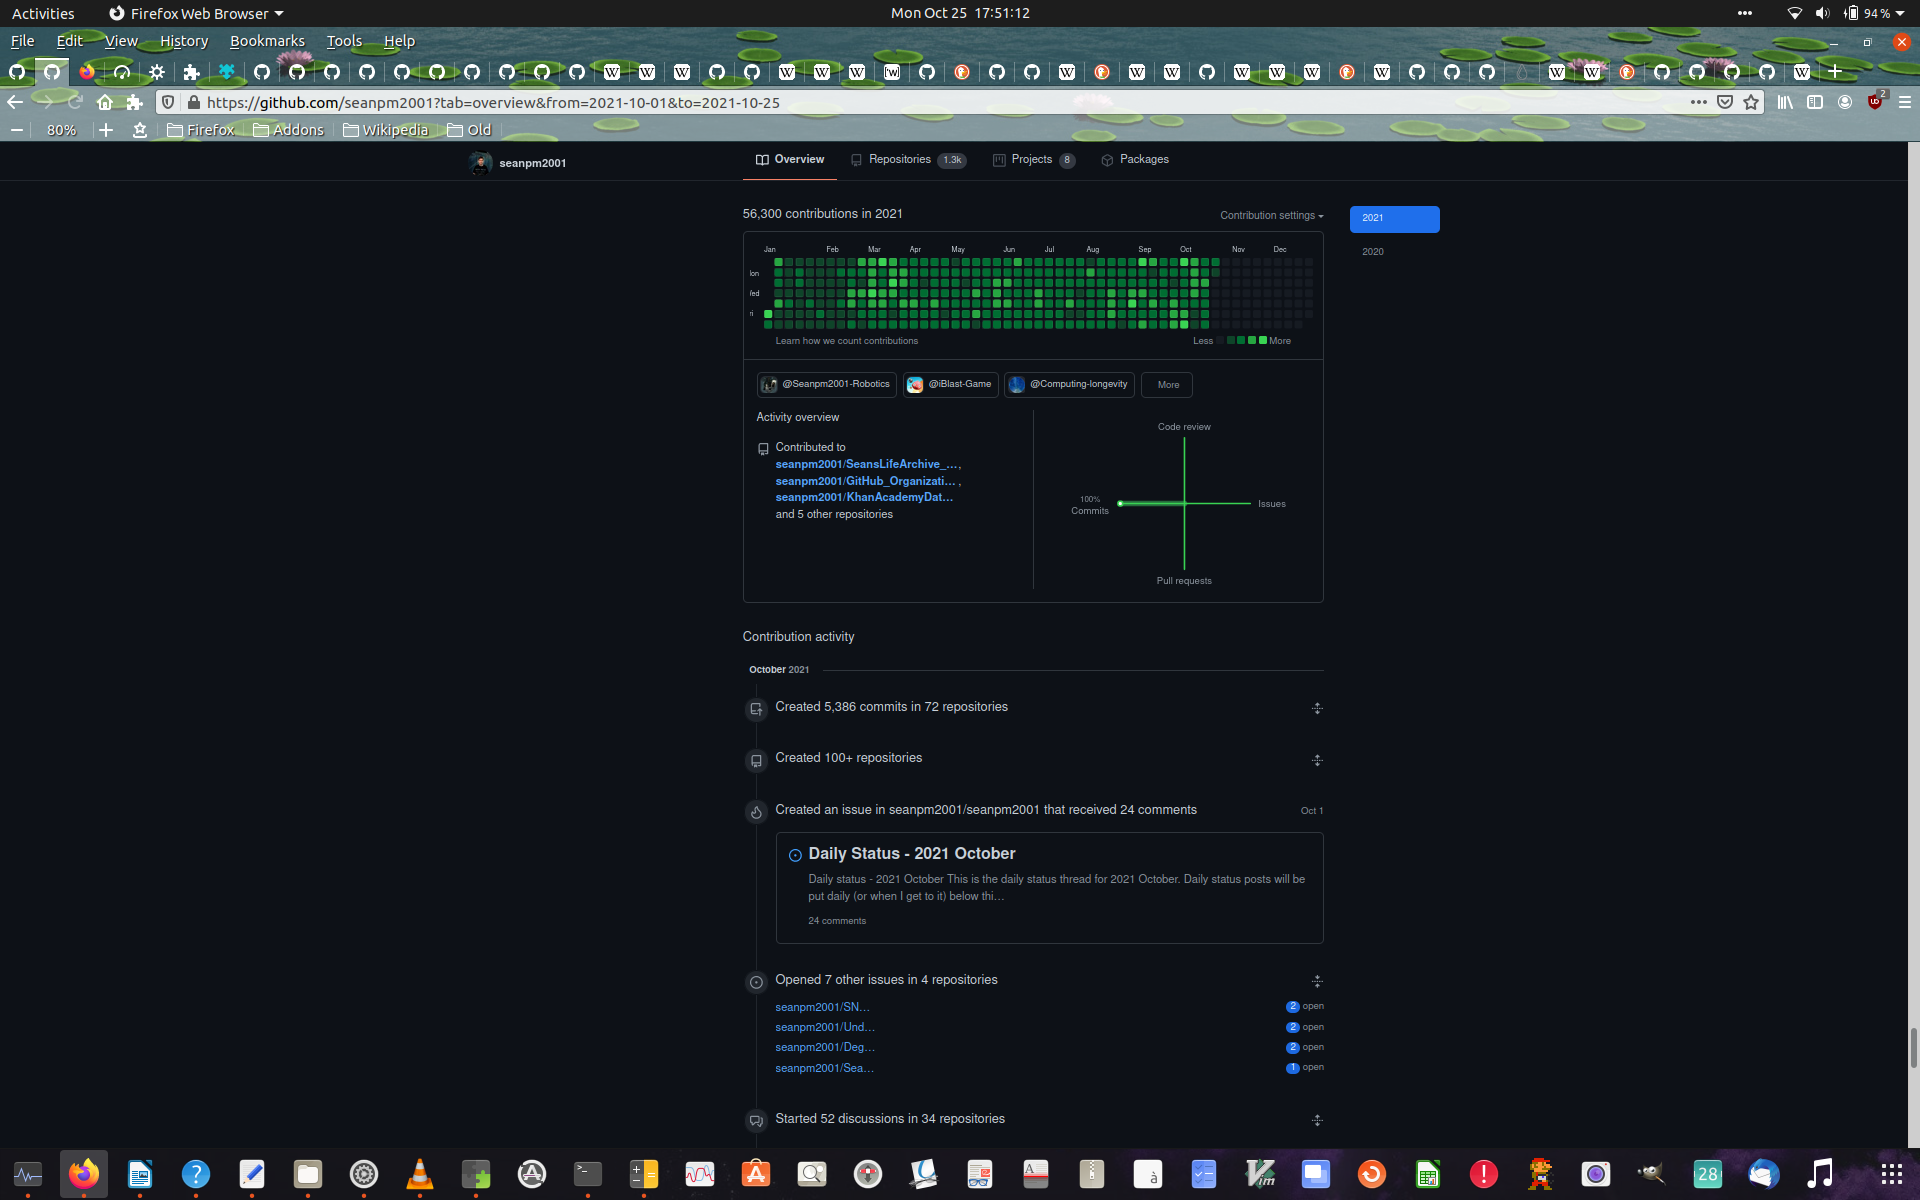 Activities
Firefox Web Browser
Mon Oct 25 17:51:12
94 %
File Edit View History Bookmarks Tools Help
https://github.com/seanpm2001?tab=overview&from=2021-10-01&to=2021-10-25
2
80%
Firefox
Addons
Wikipedia
Old
seanpm2001
Overview
Repositories 1.3k
Projects 8
Packages
56,300 contributions in 2021
Contribution settings
2021
2020
Jan Feb Mar Apr May Jun Jul Aug Sep Oct Nov Dec
Learn how we count contributions
Less
More
@Seanpm2001-Robotics
@iBlast-Game
@Computing-longevity
More
Activity overview
Contributed to
seanpm2001/SeansLifeArchive_…,
seanpm2001/GitHub_Organizati… ,
seanpm2001/KhanAcademyDat…
and 5 other repositories
Code review
100%
Commits
Issues
Pull requests
Contribution activity
October 2021
Created 5,386 commits in 72 repositories
Created 100+ repositories
Created an issue in seanpm2001/seanpm2001 that received 24 comments
Oct 1
Daily Status - 2021 October
Daily status - 2021 October This is the daily status thread for 2021 October. Daily status posts will be
put daily (or when I get to it) below thi…
24 comments
Opened 7 other issues in 4 repositories
seanpm2001/SN…
2 open
seanpm2001/Und…
2 open
seanpm2001/Deg…
2 open
seanpm2001/Sea…
1 open
Started 52 discussions in 34 repositories
28